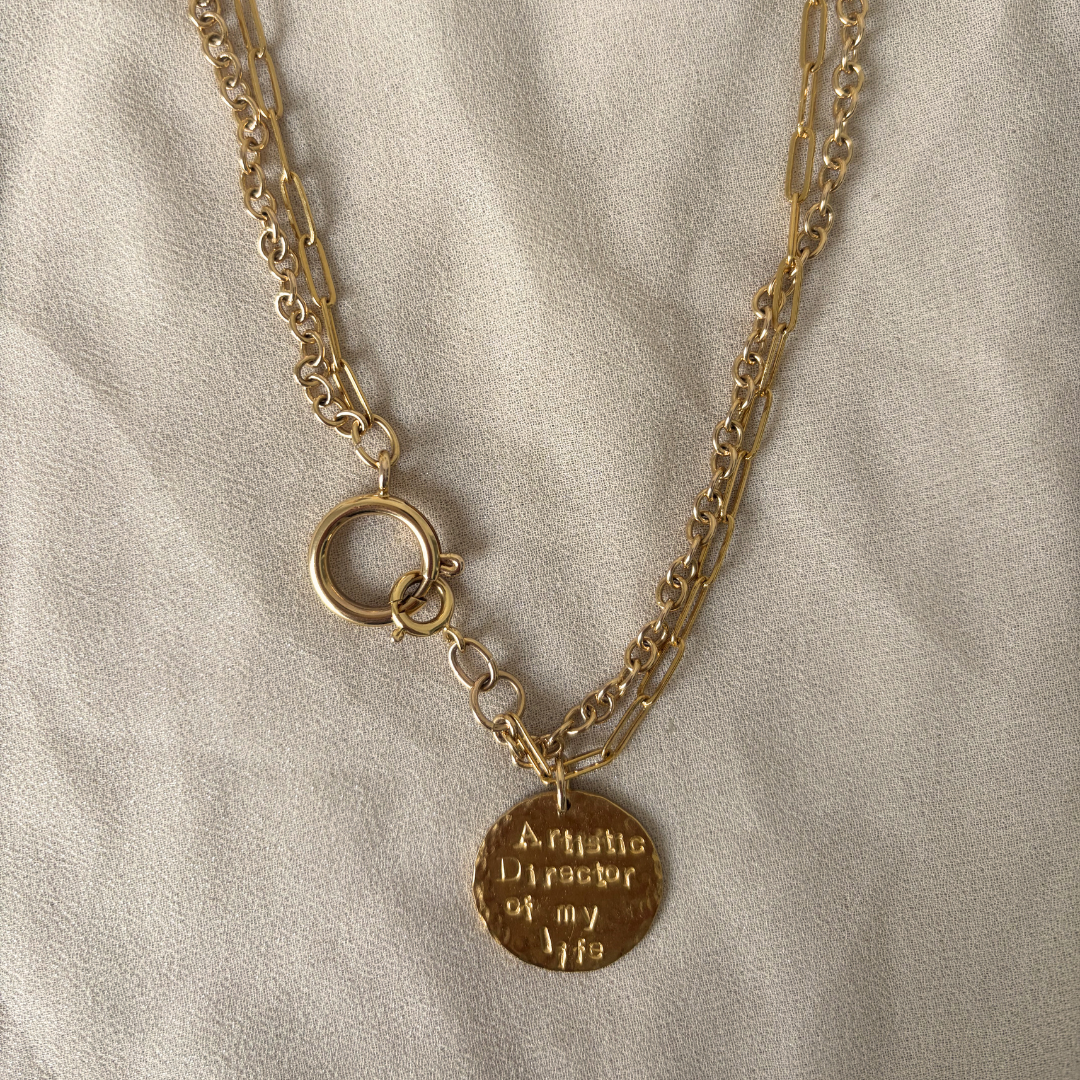 Artistic
Director
of my
life